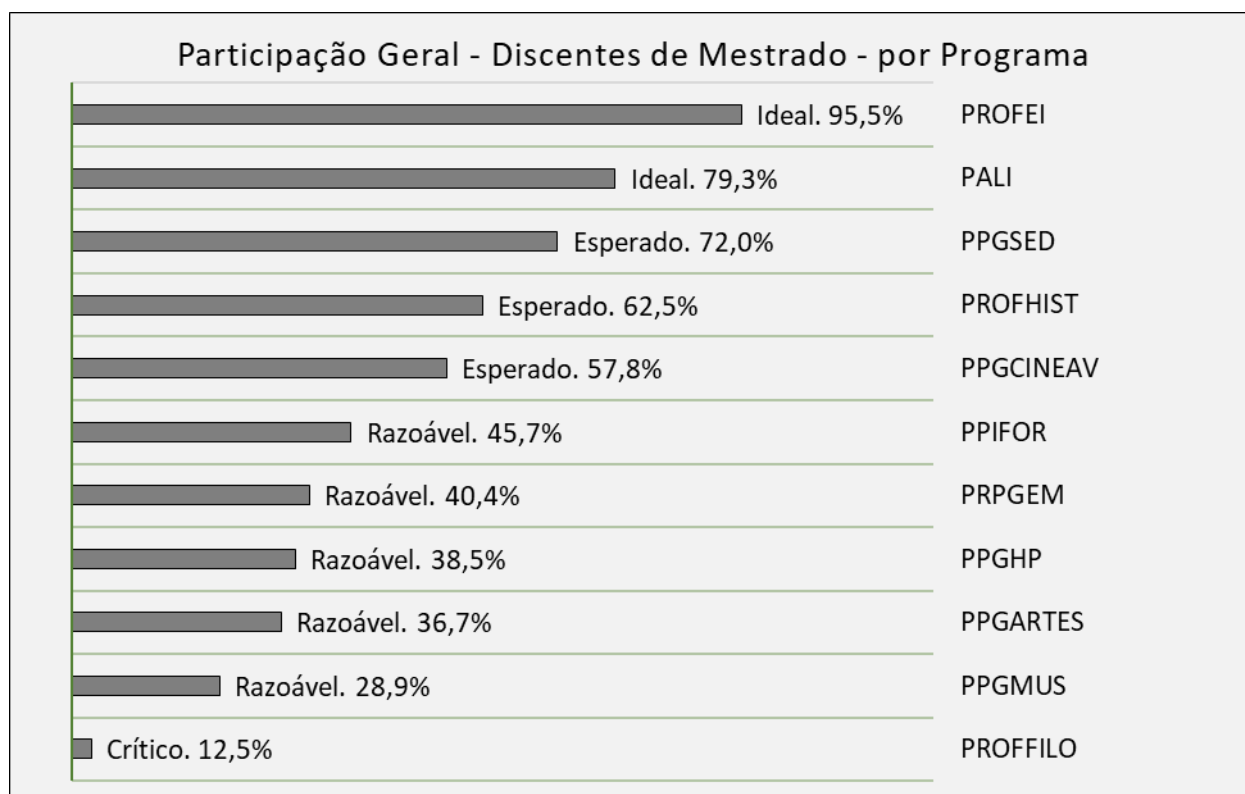 Participação Geral - Discentes de Mestrado - por Programa
Ideal. 95,5% PROFEI
Ideal. 79,3% PALI
Esperado. 72,0% PPGSED
Esperado. 62,5% PROFHIST
Esperado. 57,8% PPGCINEAV
Razoável. 45,7% PPIFOR
Razoável. 40,4% PRPGEM
Razoável. 38,5% PPGHP
Razoável. 36,7% PPGARTES
Razoável. 28,9% PPGMUS
Crítico. 12,5% PROFFILO